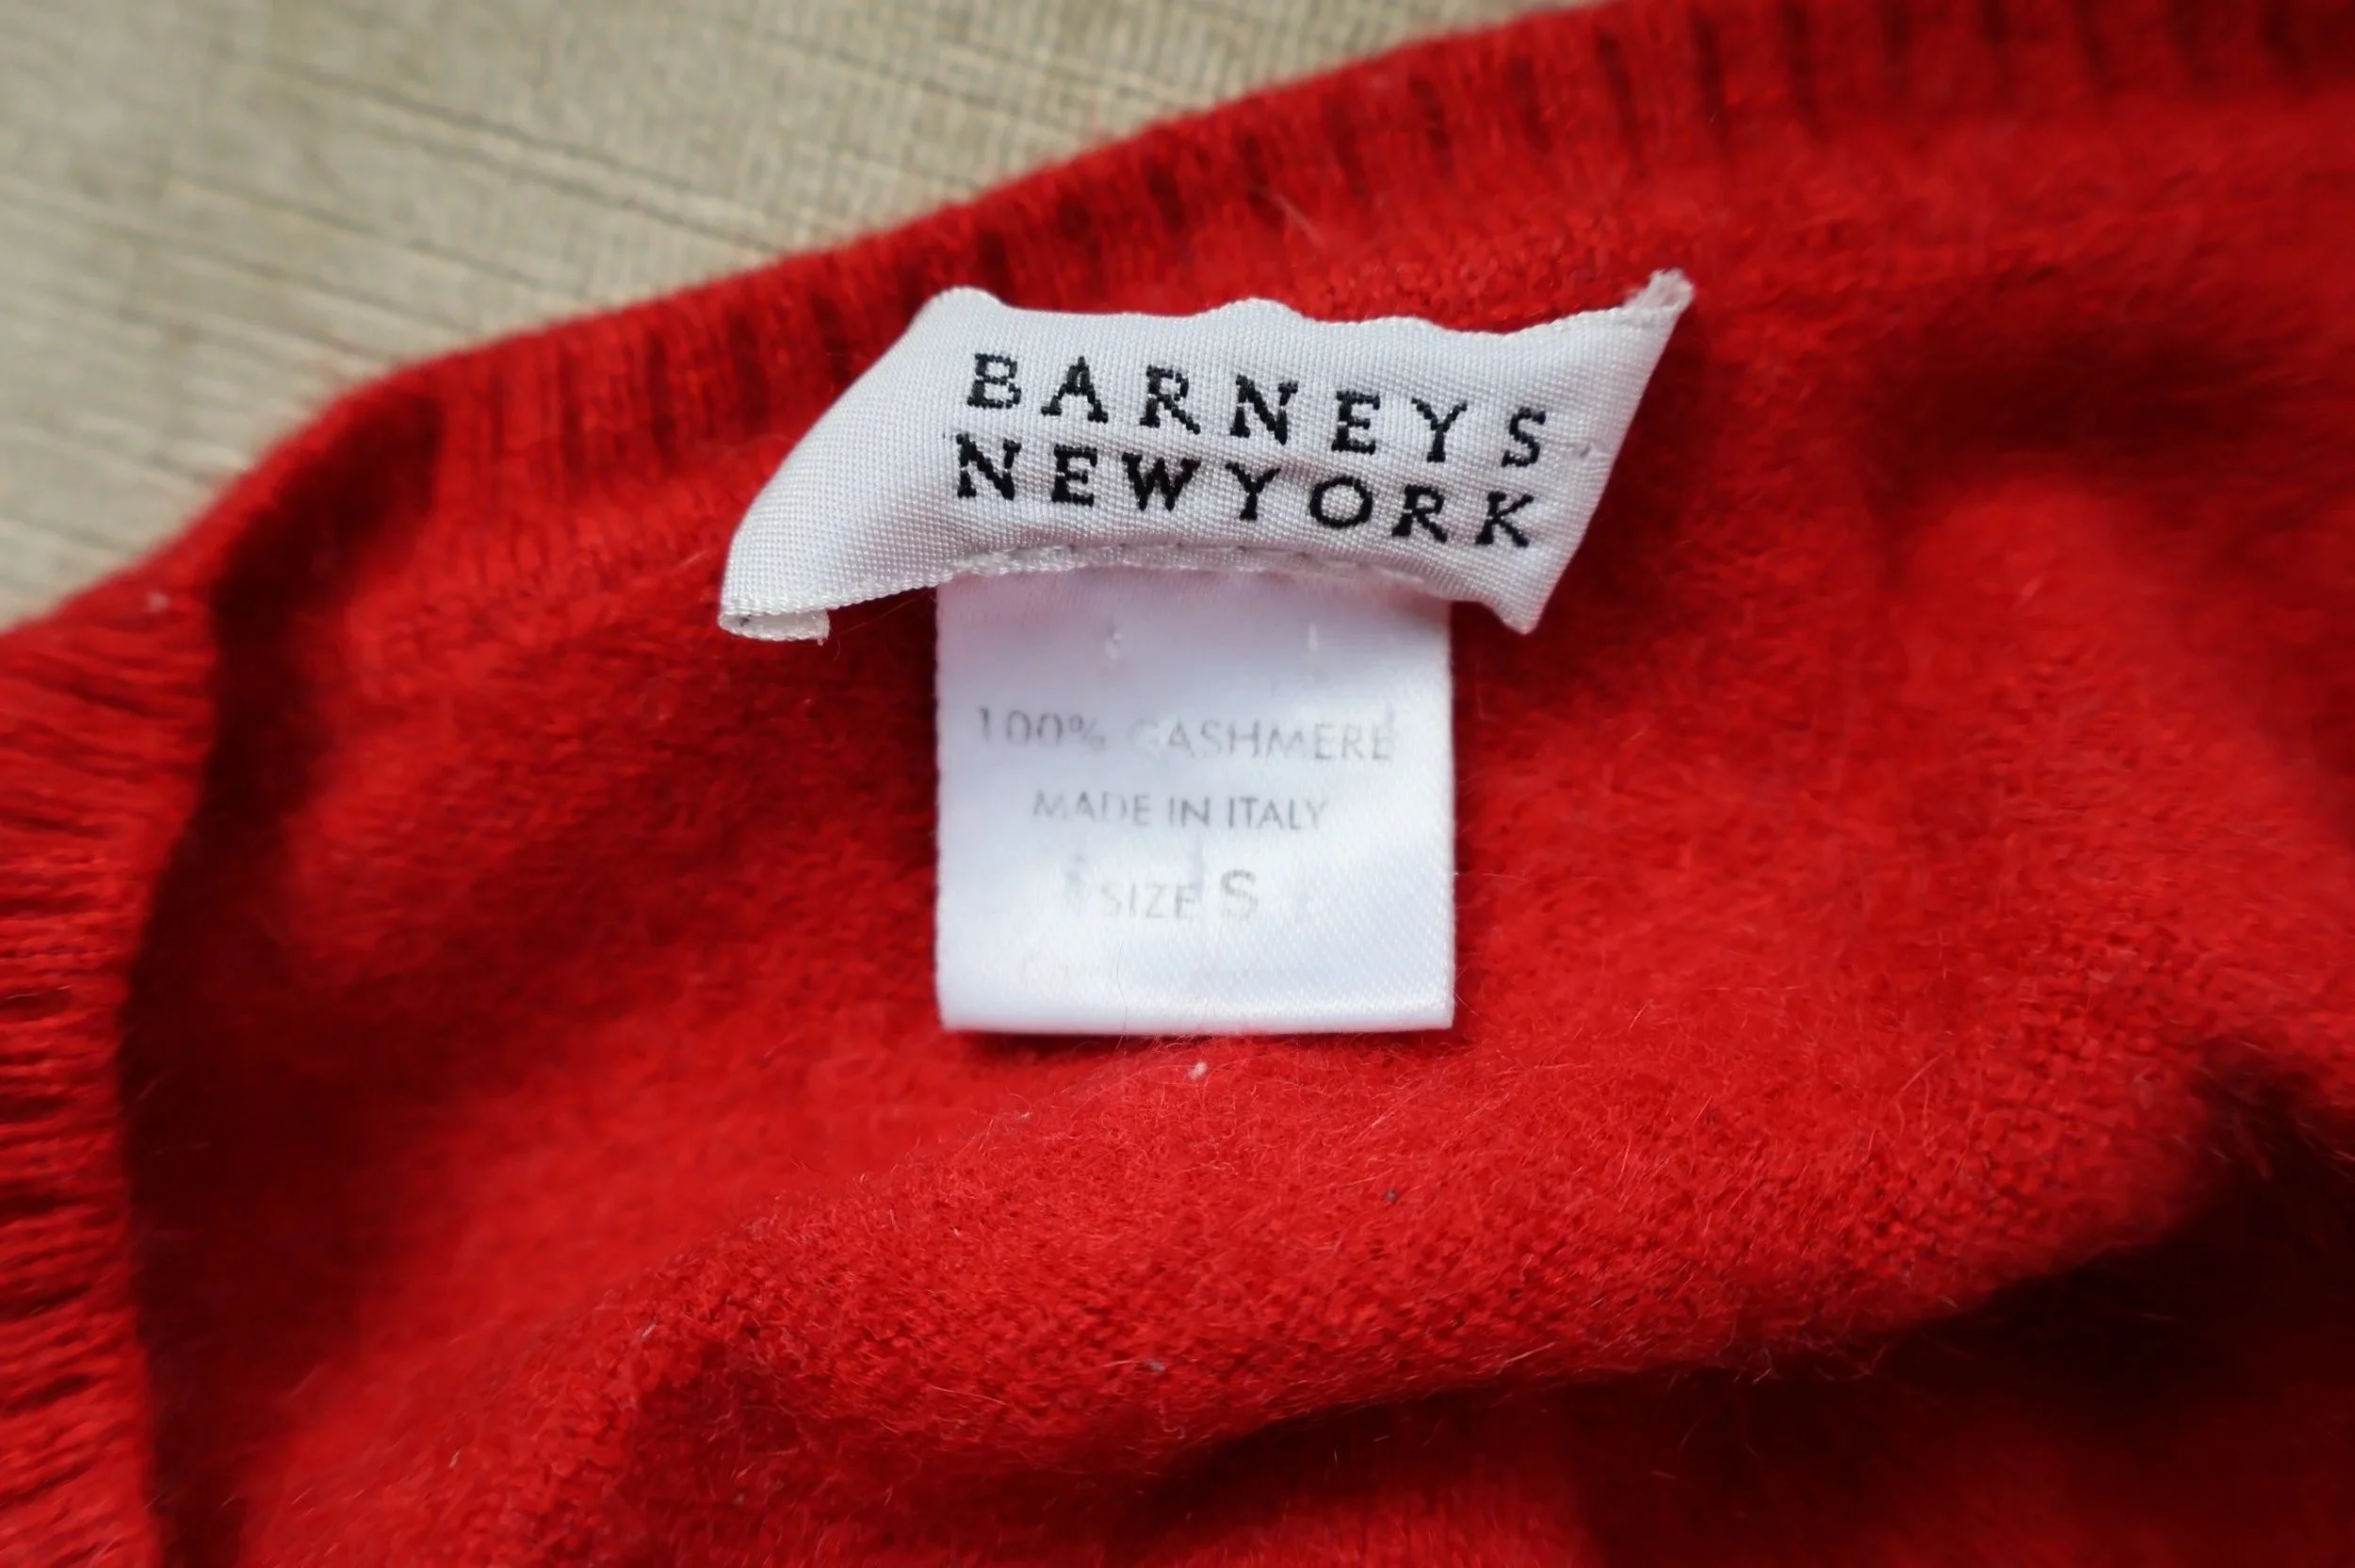 BARNEYS
NEWYORK
100% CASHMERE
MADE IN ITALY
SIZE S